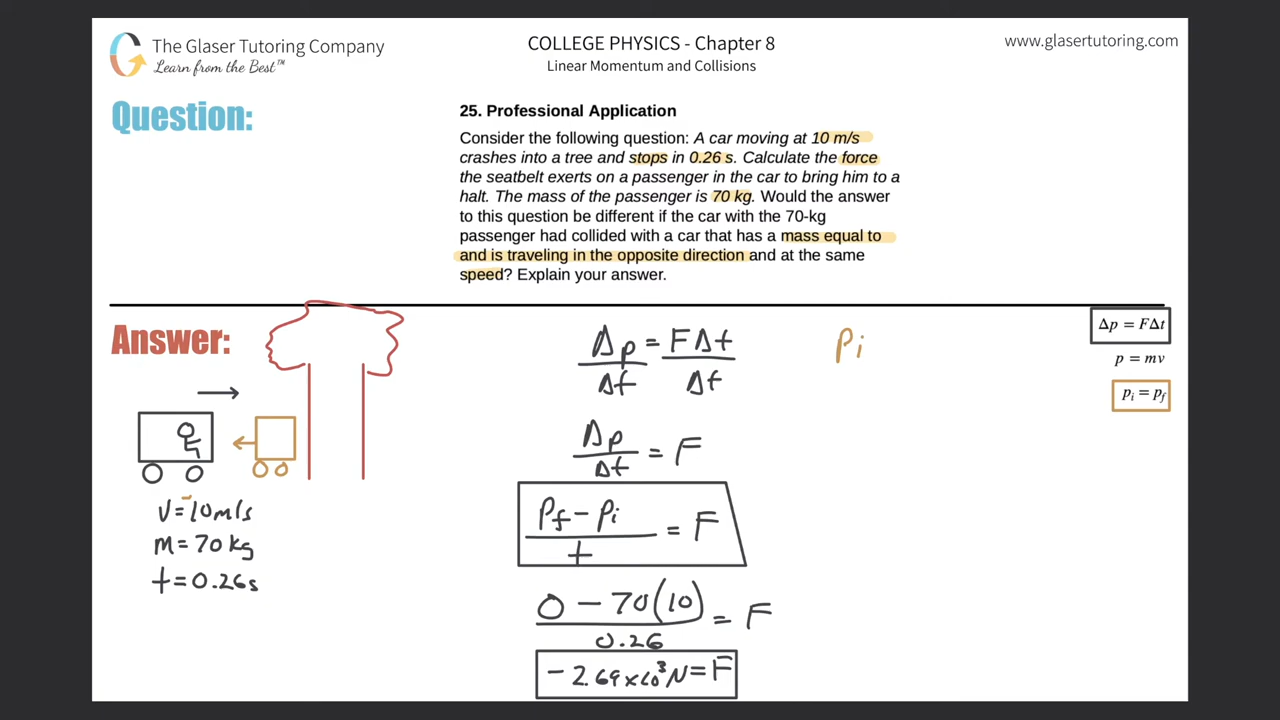 The Glaser Tutoring Company
Learn from the Best™
COLLEGE PHYSICS - Chapter 8
Linear Momentum and Collisions
www.glasertutoring.com
Question:
25. Professional Application
Consider the following question: A car moving at 10 m/s
crashes into a tree and stops in 0.26 s. Calculate the force
the seatbelt exerts on a passenger in the car to bring him to a
halt. The mass of the passenger is 70 kg. Would the answer
to this question be different if the car with the 70-kg
passenger had collided with a car that has a mass equal to
and is traveling in the opposite direction and at the same
speed? Explain your answer.
Answer:
V = 10 m/s
m = 70 kg
t = 0.26 s
Δp = FΔt
Δt Δt
Δp
Δt = F
Pf - Pi
t = F
0 - 70(10)
0.26 = F
-2.69 x 10³ N = F
Pi
Δp = FΔt
p = mv
pi = pf